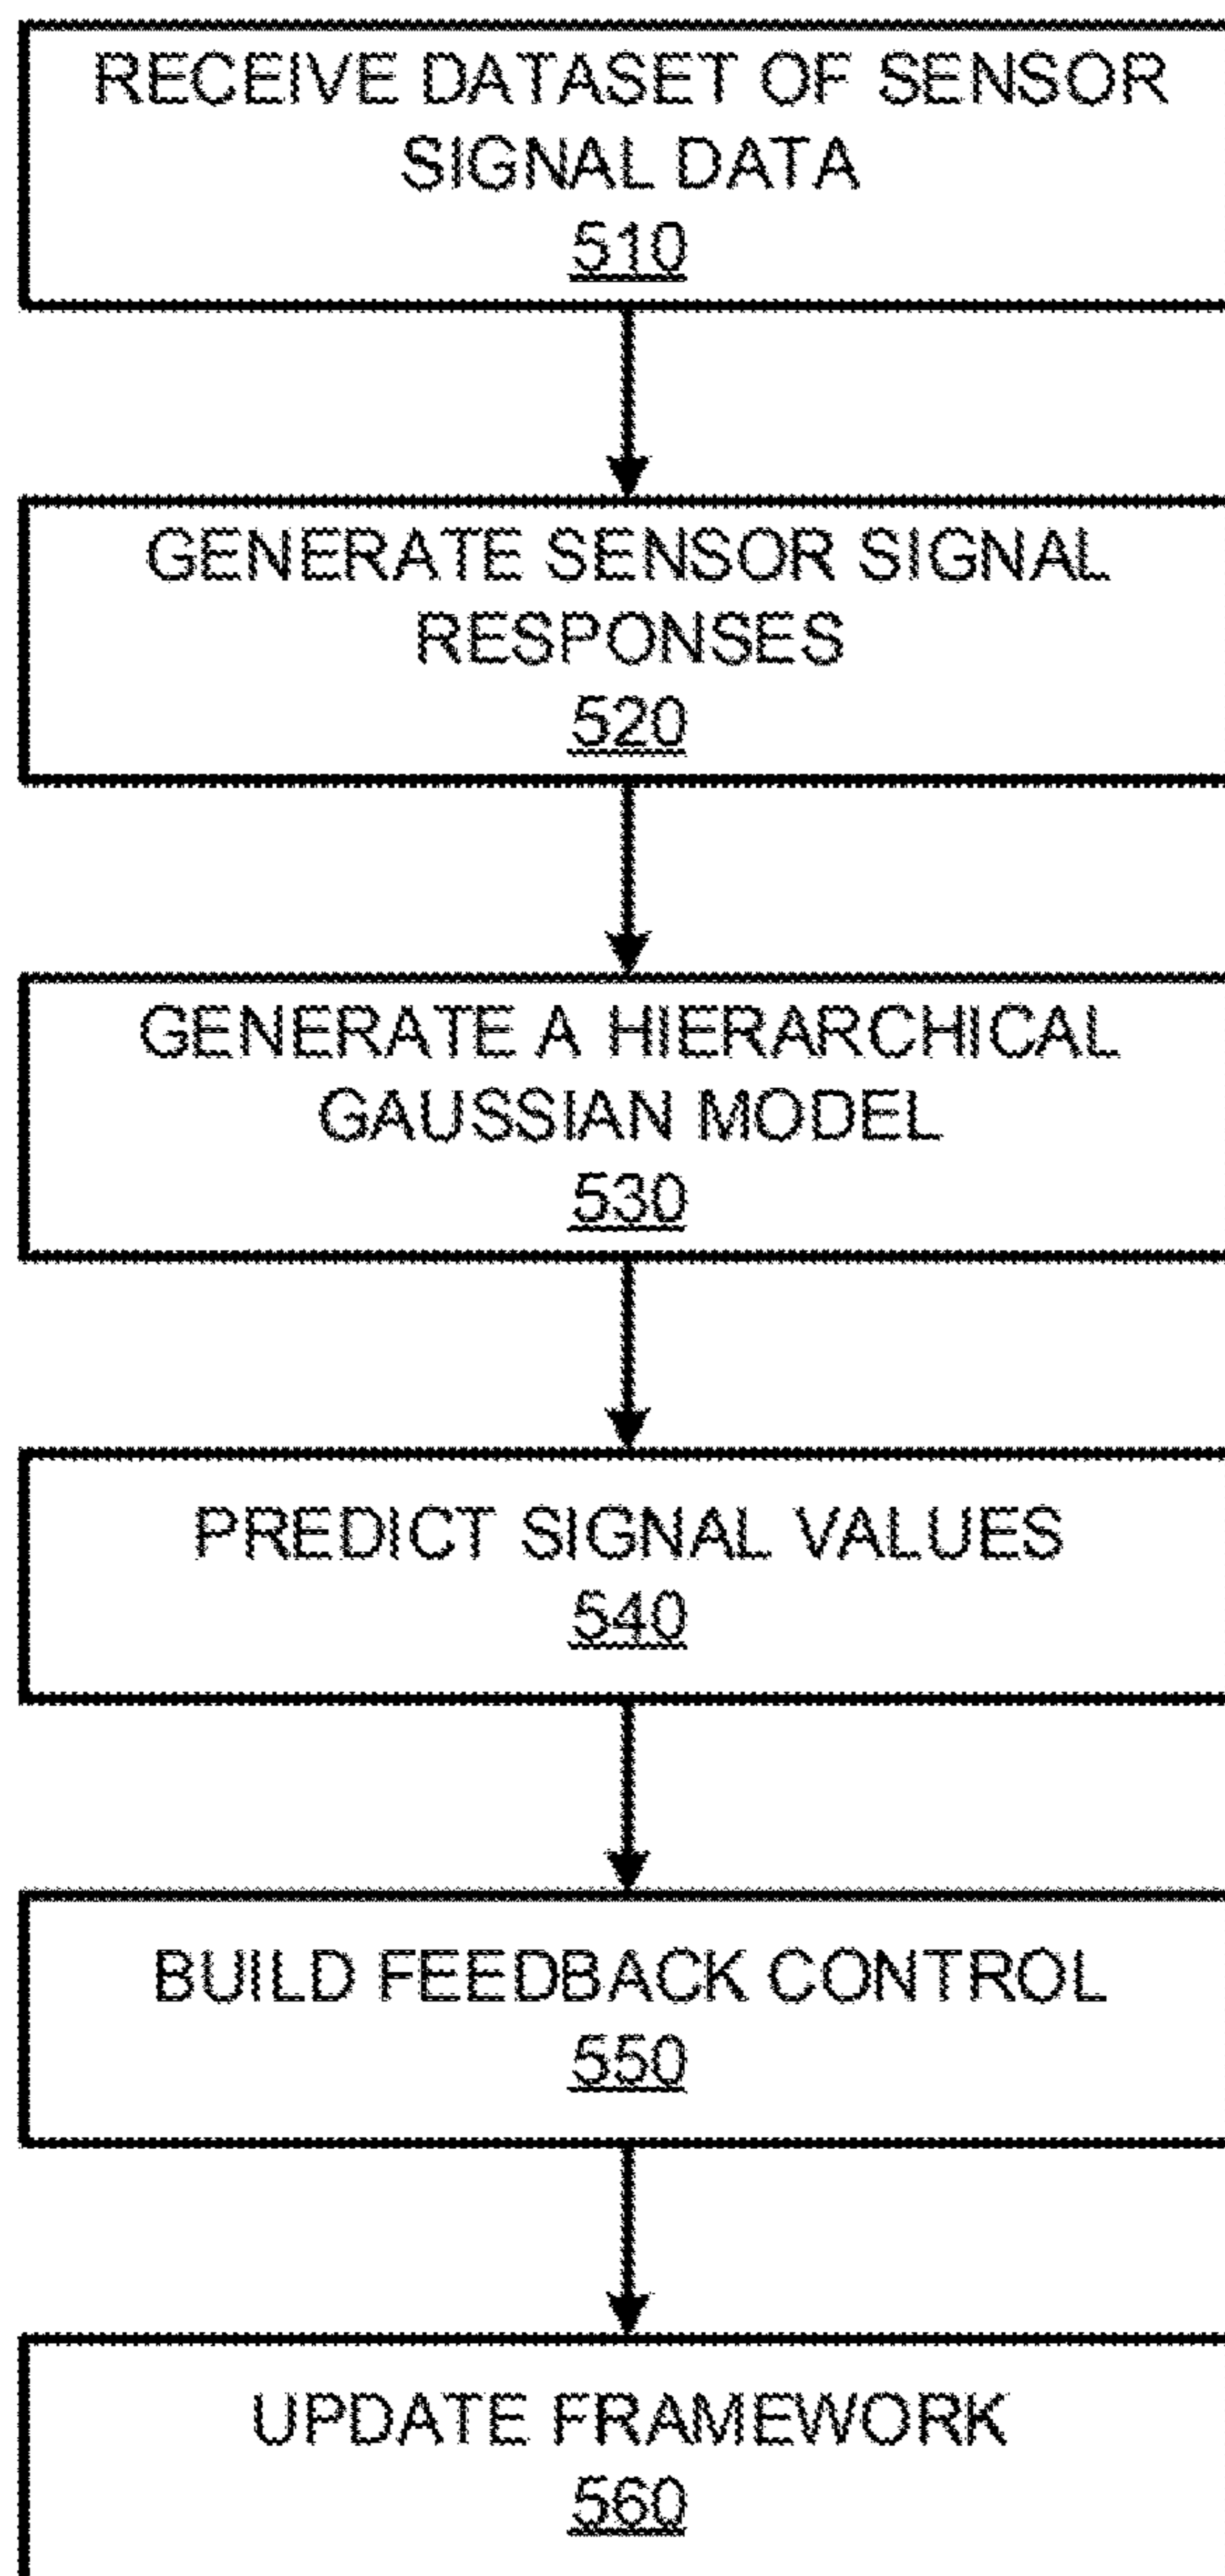 RECEIVE DATASET OF SENSOR
SIGNAL DATA
510
GENERATE SENSOR SIGNAL
RESPONSES
520
GENERATE A HIERARCHICAL
GAUSSIAN MODEL
530
PREDICT SIGNAL VALUES
540
BUILD FEEDBACK CONTROL
550
UPDATE FRAMEWORK
560